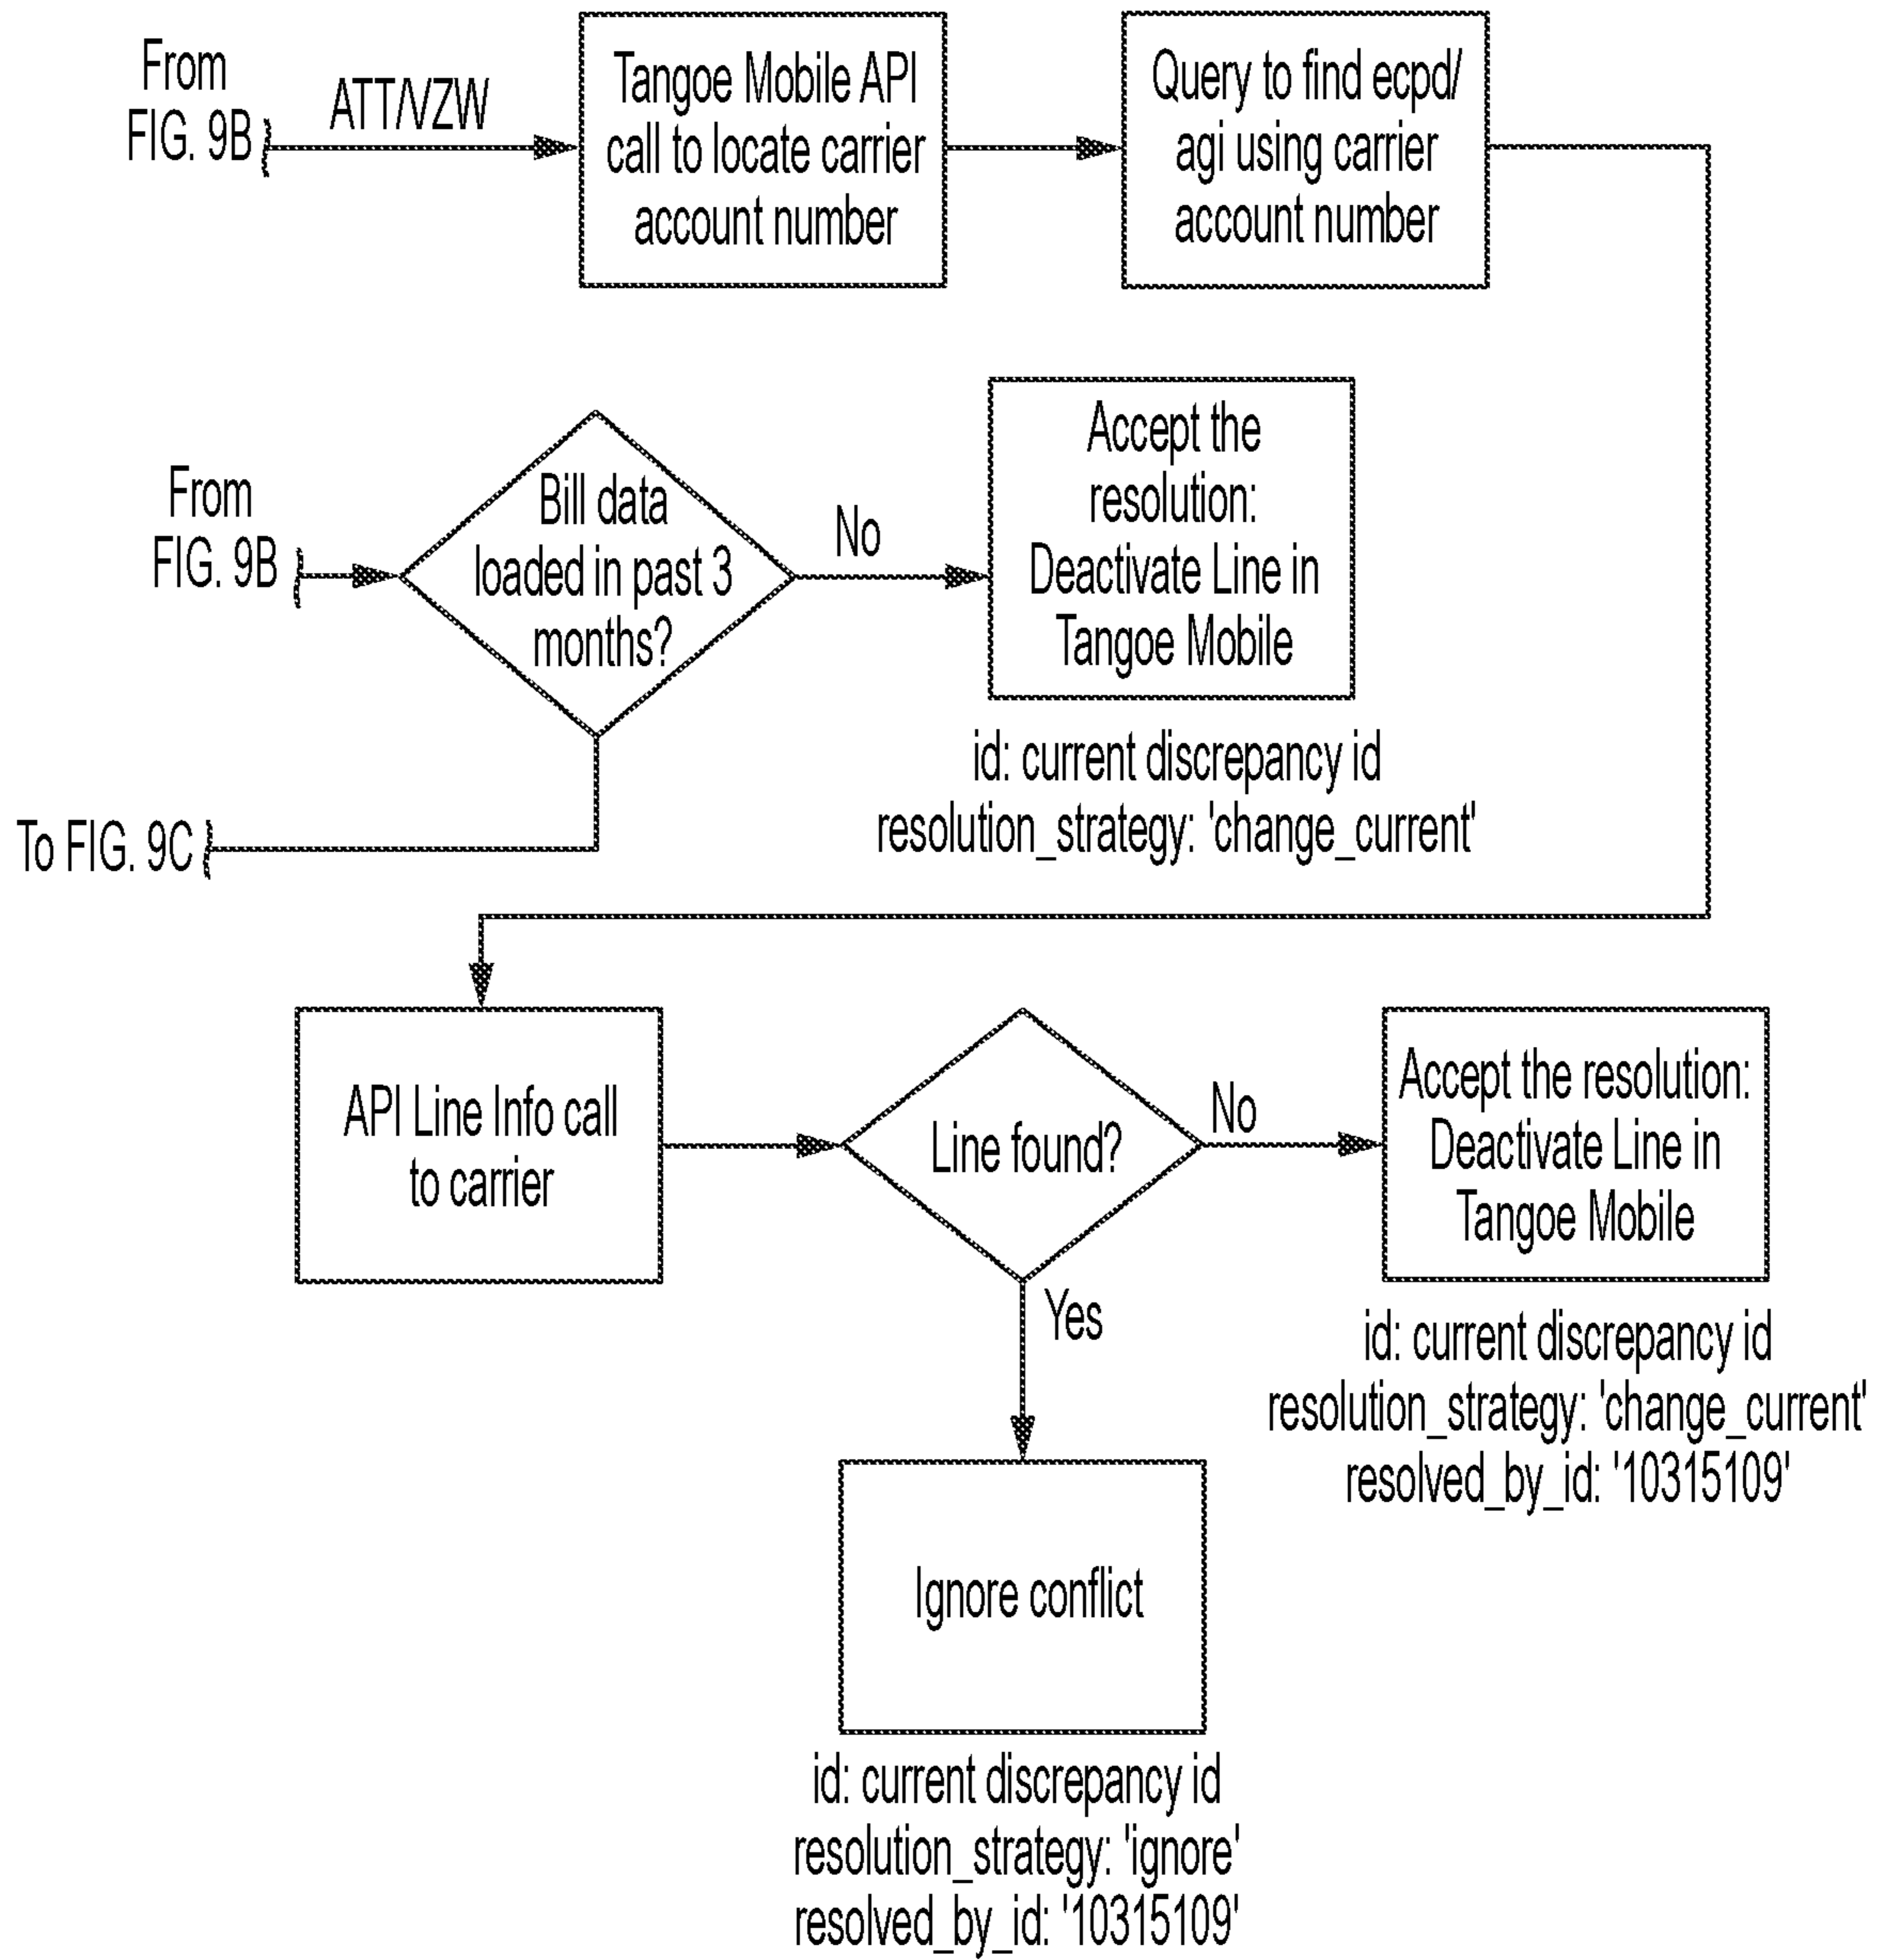 From
FIG. 9B
ATT/VZW
Tangoe Mobile API
call to locate carrier
account number
Query to find ecpd/
agi using carrier
account number
From
FIG. 9B
Bill data
loaded in past 3
months?
No
Accept the
resolution:
Deactivate Line in
Tangoe Mobile
id: current discrepancy id
resolution_strategy: 'change_current'
To FIG. 9C
API Line Info call
to carrier
Line found?
No
Accept the resolution:
Deactivate Line in
Tangoe Mobile
id: current discrepancy id
resolution_strategy: 'change_current'
resolved_by_id: '10315109'
Yes
Ignore conflict
id: current discrepancy id
resolution_strategy: 'ignore'
resolved_by_id: '10315109'